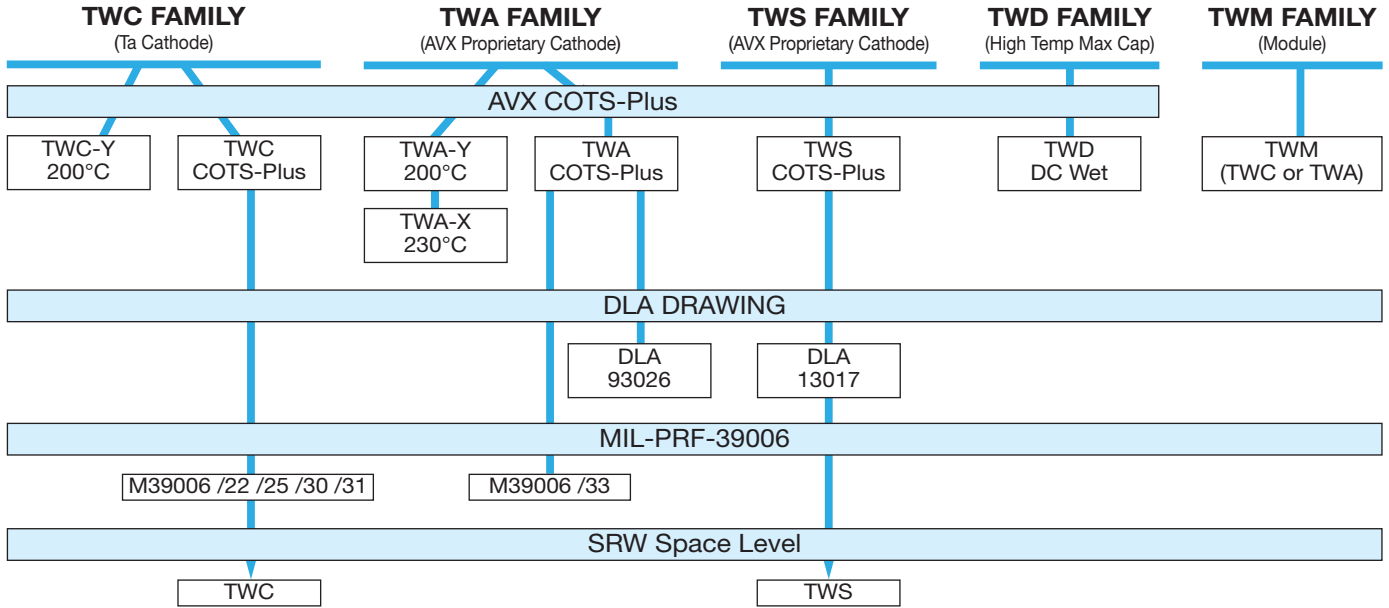 TWC FAMILY
(Ta Cathode)
TWA FAMILY
(AVX Proprietary Cathode)
TWS FAMILY
(AVX Proprietary Cathode)
TWD FAMILY
(High Temp Max Cap)
TWM FAMILY
(Module)
AVX COTS-Plus
TWC-Y
200°C
TWC
COTS-Plus
TWA-Y
200°C
TWA
COTS-Plus
TWS
COTS-Plus
TWD
DC Wet
TWM
(TWC or TWA)
TWA-X
230°C
DLA DRAWING
DLA
93026
DLA
13017
MIL-PRF-39006
M39006 /22 /25 /30 /31
M39006 /33
SRW Space Level
TWC
TWS